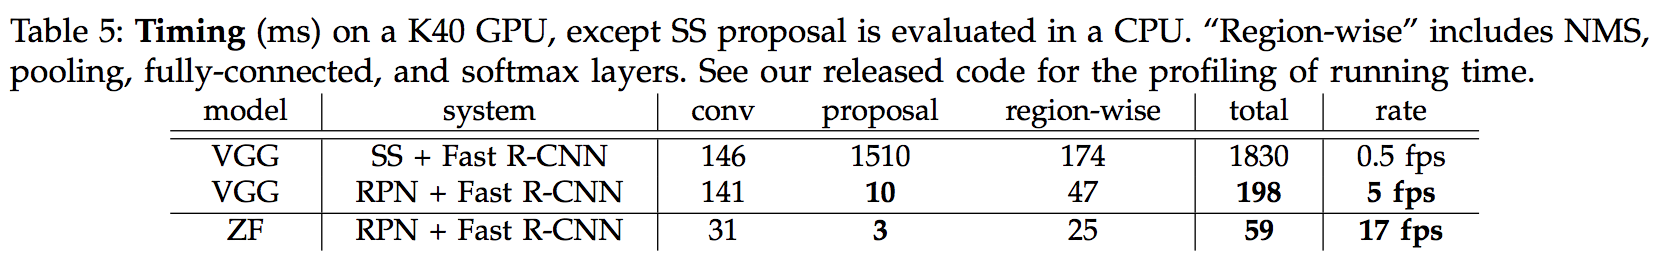 Table 5: Timing (ms) on a K40 GPU, except SS proposal is evaluated in a CPU. “Region-wise” includes NMS,
pooling, fully-connected, and softmax layers. See our released code for the profiling of running time.
model system conv proposal region-wise total rate
VGG SS + Fast R-CNN 146 1510 174 1830 0.5 fps
VGG RPN + Fast R-CNN 141 10 47 198 5 fps
ZF RPN + Fast R-CNN 31 3 25 59 17 fps